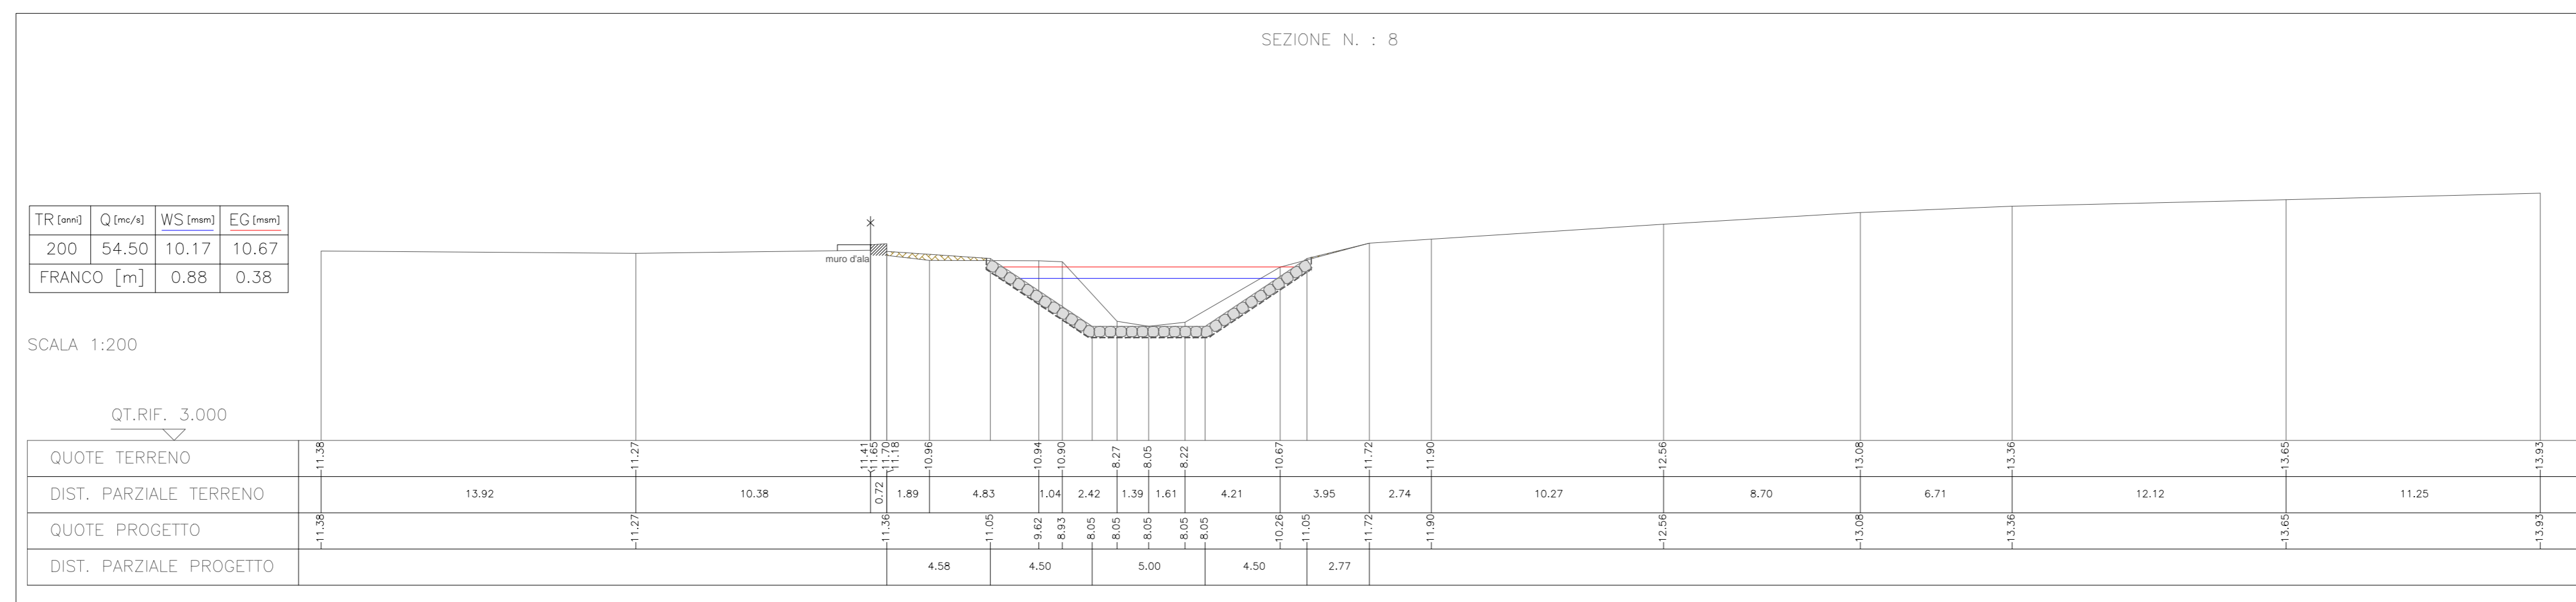 SEZIONE N. : 8
TR [anni] Q [mc/s] WS [msm] EG [msm]
200 54.50 10.17 10.67
FRANCO [m] 0.88 0.38
muro d'ala
SCALA 1:200
QT.RIF. 3.000
QUOTE TERRENO 11.38 11.27 11.41 11.65 11.70 11.18 10.96 10.94 10.90 8.27 8.05 8.22 10.67 11.72 11.90 12.56 13.08 13.36 13.65 13.93
DIST. PARZIALE TERRENO 13.92 10.38 0.72 1.89 4.83 1.04 2.42 1.39 1.61 4.21 3.95 2.74 10.27 8.70 6.71 12.12 11.25
QUOTE PROGETTO 11.38 11.27 11.36 11.05 9.62 8.93 8.05 8.05 8.05 8.05 8.05 10.26 11.05 11.72 11.90 12.56 13.08 13.36 13.65 13.93
DIST. PARZIALE PROGETTO 4.58 4.50 5.00 4.50 2.77